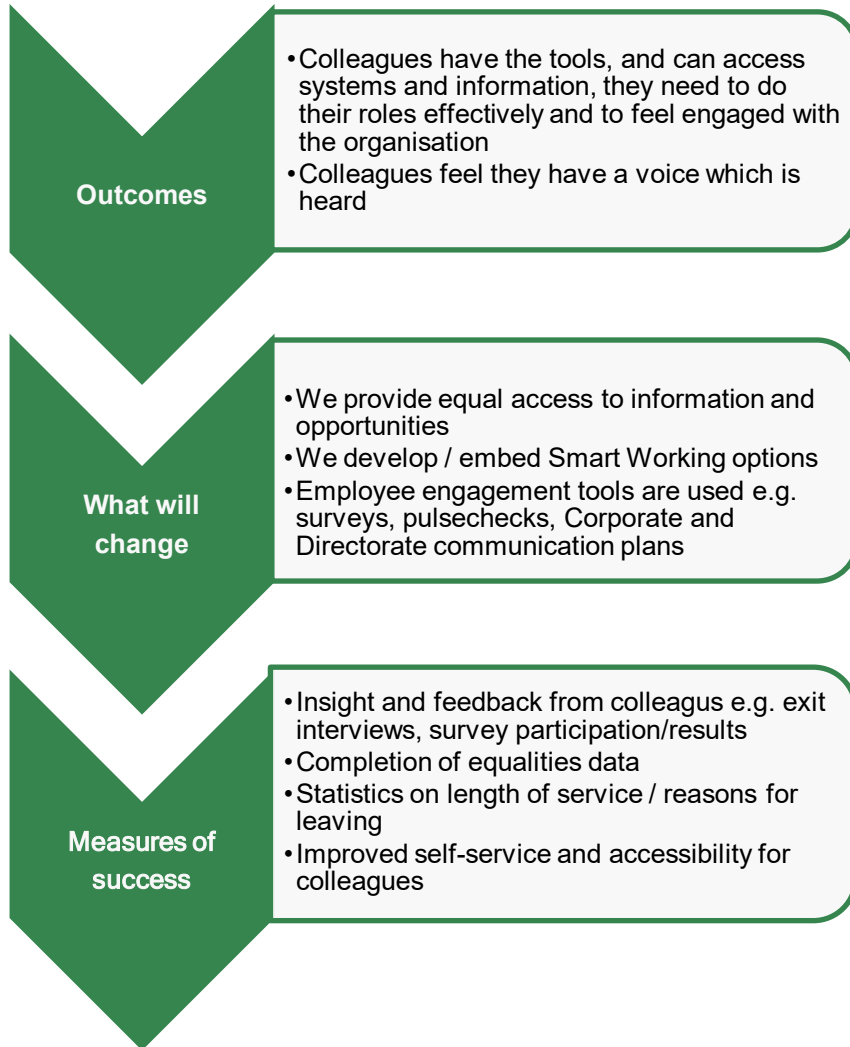 Outcomes
•Colleagues have the tools, and can access
systems and information, they need to do
their roles effectively and to feel engaged with
the organisation
•Colleagues feel they have a voice which is
heard
What will
change
•We provide equal access to information and
opportunities
•We develop / embed Smart Working options
•Employee engagement tools are used e.g.
surveys, pulsechecks, Corporate and
Directorate communication plans
Measures of
success
•Insight and feedback from colleagus e.g. exit
interviews, survey participation/results
•Completion of equalities data
•Statistics on length of service / reasons for
leaving
•Improved self-service and accessibility for
colleagues